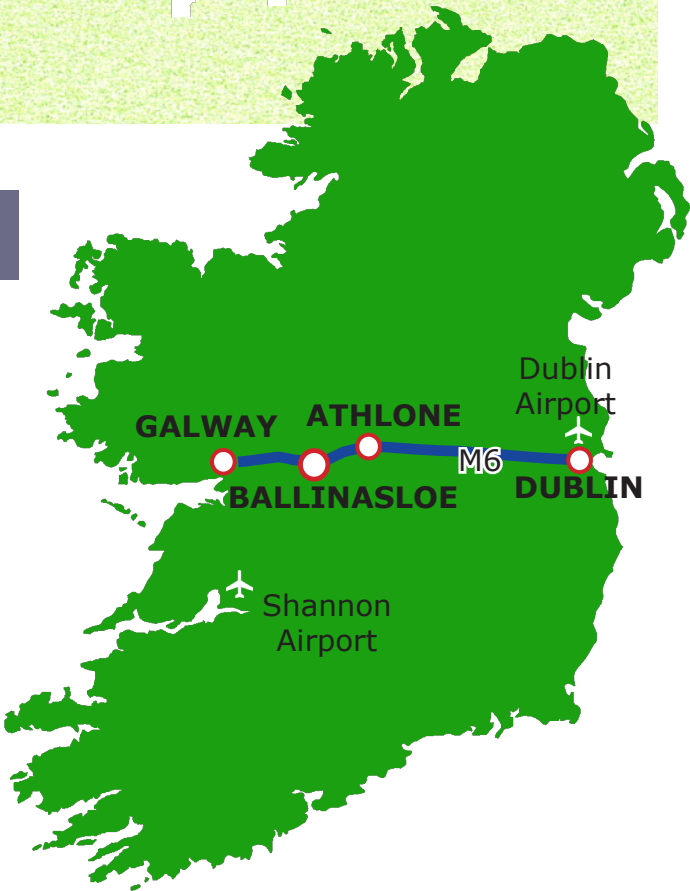 Dublin
Airport
GALWAY
ATHLONE
M6
BALLINASLOE
DUBLIN
Shannon
Airport